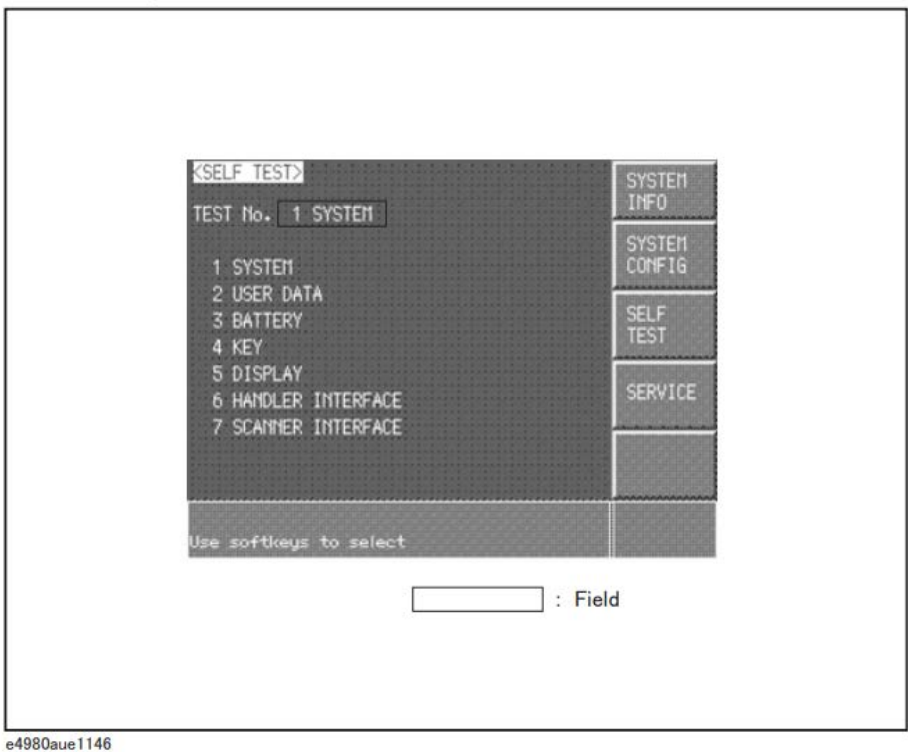 <SELF TEST>
TEST No. 1 SYSTEM
1 SYSTEM
2 USER DATA
3 BATTERY
4 KEY
5 DISPLAY
6 HANDLER INTERFACE
7 SCANNER INTERFACE
SYSTEM
INFO
SYSTEM
CONFIG
SELF
TEST
SERVICE
Use softkeys to select
: Field
e4980aue1146